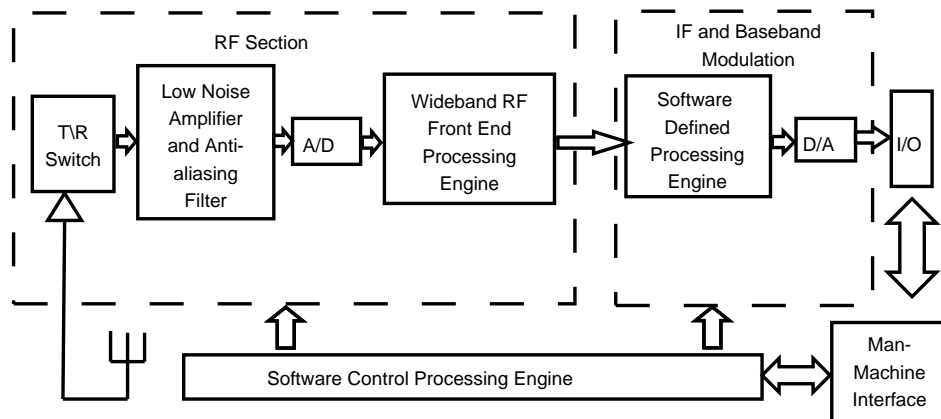 RF Section
IF and Baseband
Modulation
T\R
Switch
Low Noise
Amplifier
and Anti-
aliasing
Filter
A/D
Wideband RF
Front End
Processing
Engine
Software
Defined
Processing
Engine
D/A
I/O
Software Control Processing Engine
Man-
Machine
Interface